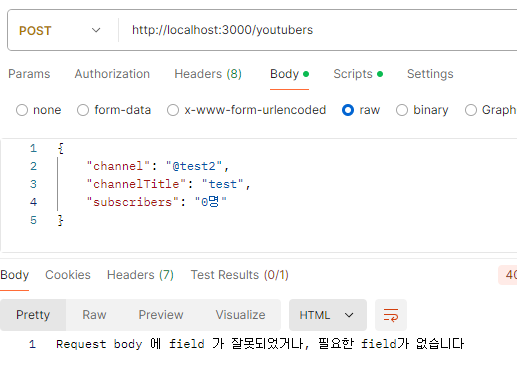 POST http://localhost:3000/youtubers
Params Authorization Headers (8) Body Scripts Settings
none form-data x-www-form-urlencoded raw binary Graph
1 {
2 "channel": "@test2",
3 "channelTitle": "test",
4 "subscribers": "0명"
5 }
Body Cookies Headers (7) Test Results (0/1) 40
Pretty Raw Preview Visualize HTML
1 Request body 에 field 가 잘못되었거나, 필요한 field가 없습니다